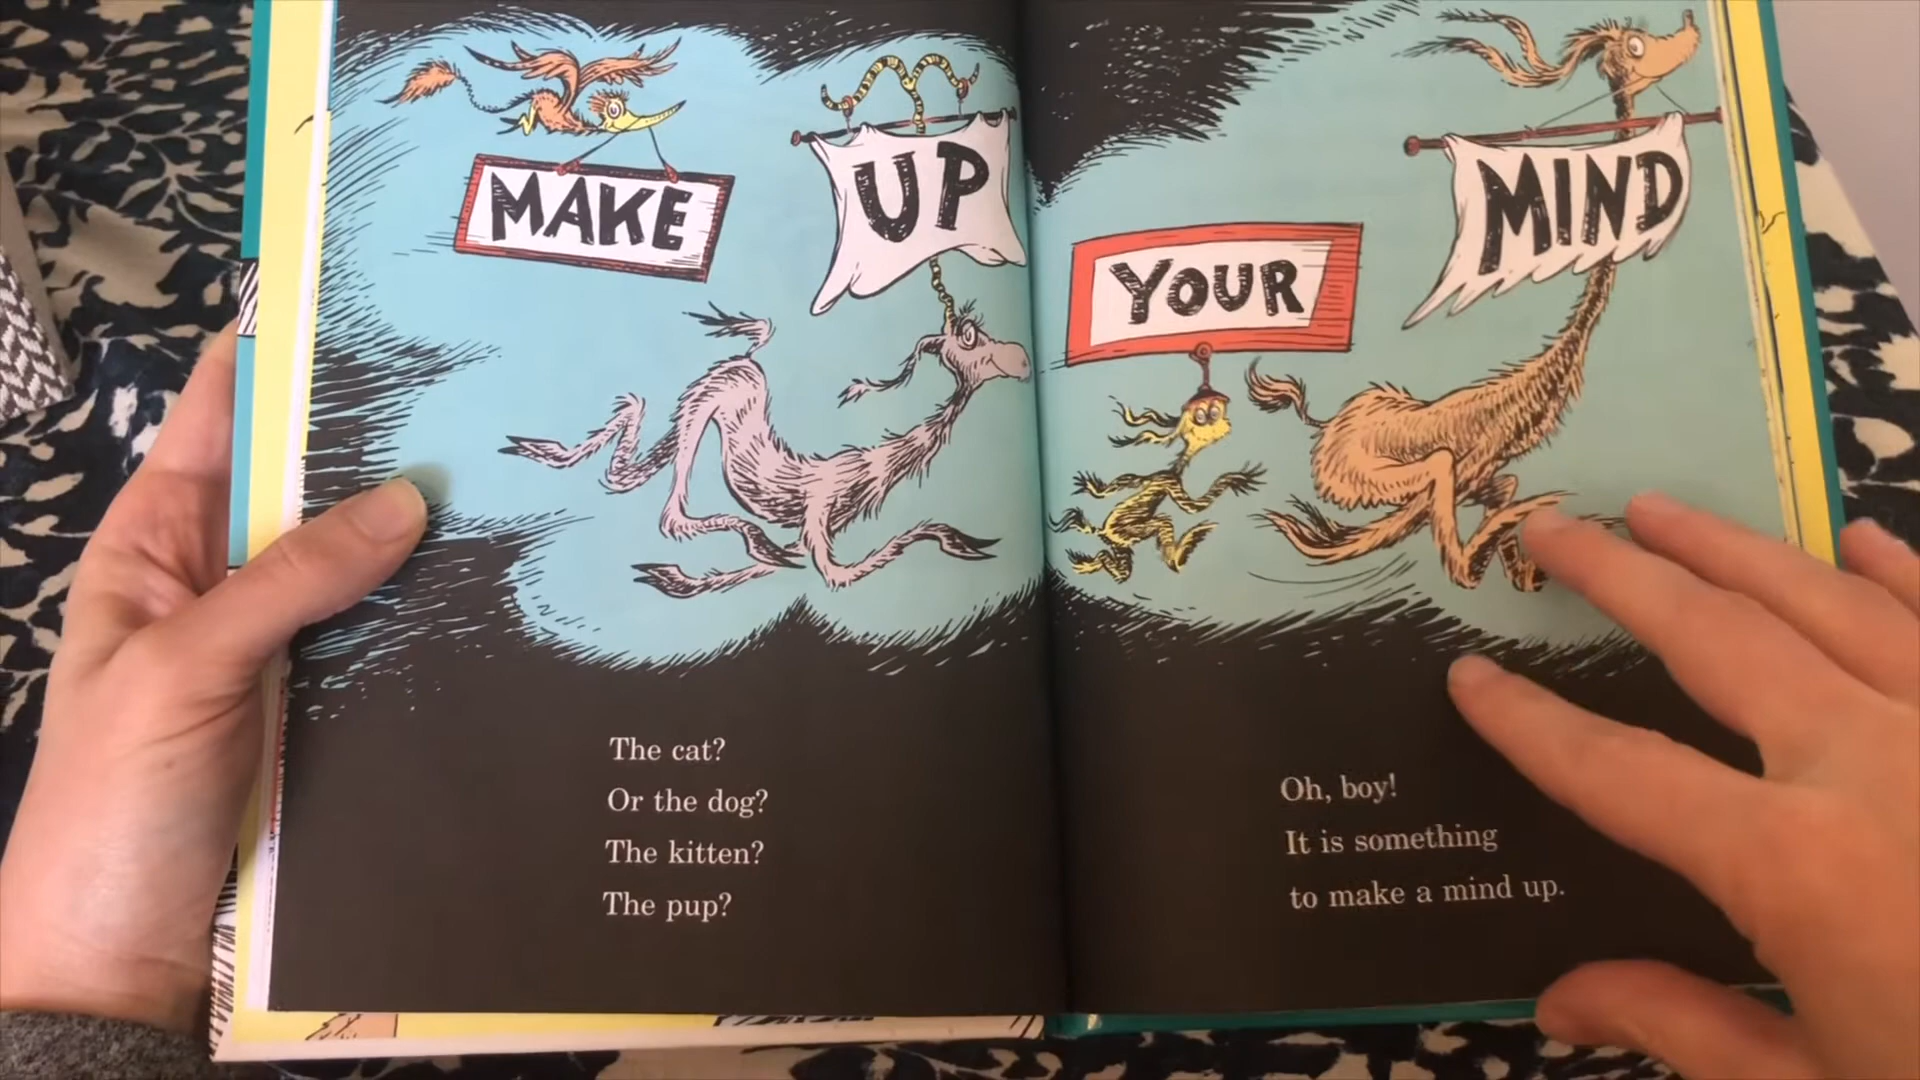 MAKE
UP
YOUR
MIND
The cat?
Or the dog?
The kitten?
The pup?
Oh, boy!
It is something
to make a mind up.